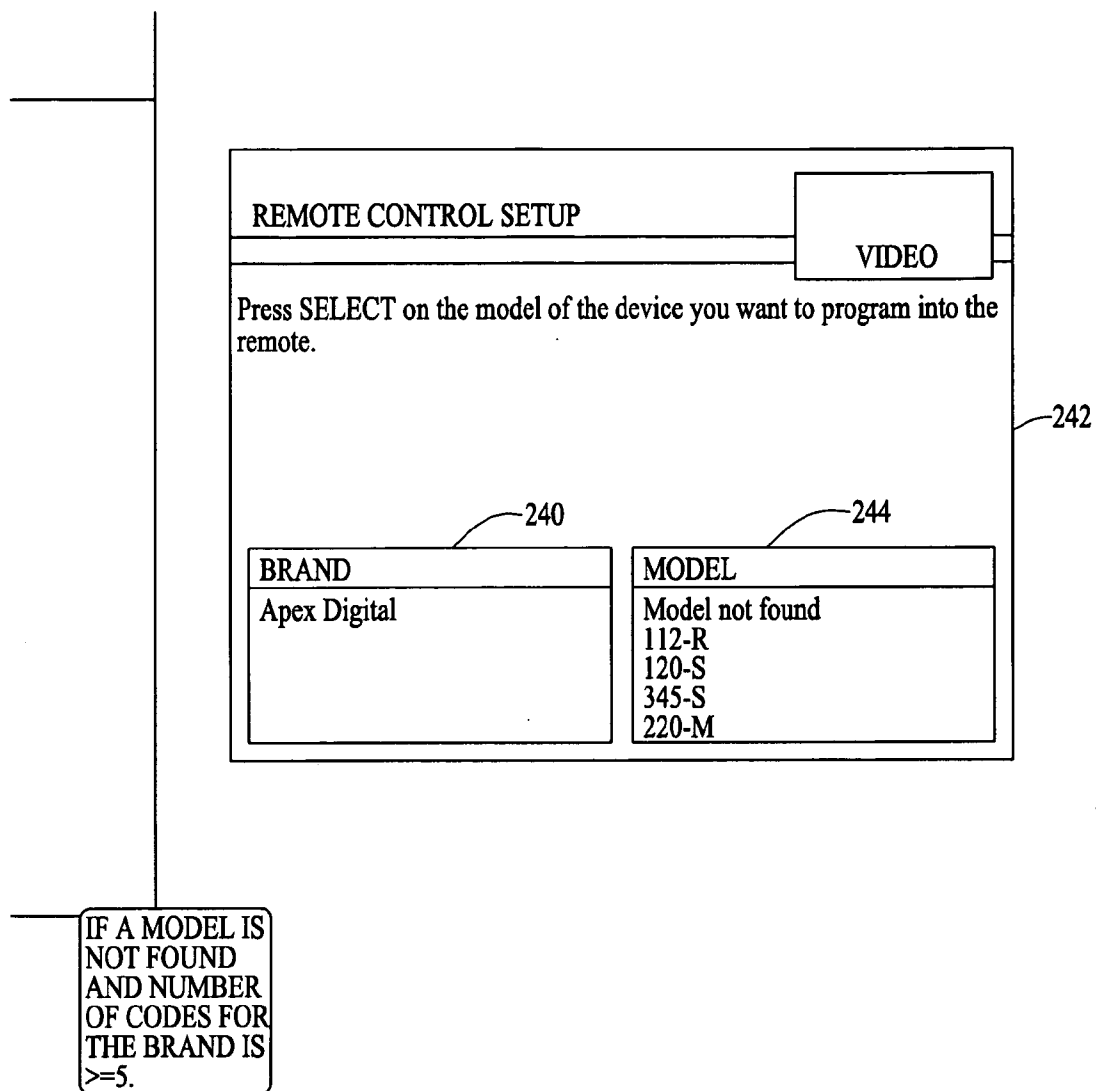 REMOTE CONTROL SETUP
VIDEO
Press SELECT on the model of the device you want to program into the
remote.
242
240
244
BRAND
Apex Digital
MODEL
Model not found
112-R
120-S
345-S
220-M
IF A MODEL IS
NOT FOUND
AND NUMBER
OF CODES FOR
THE BRAND IS
>=5.